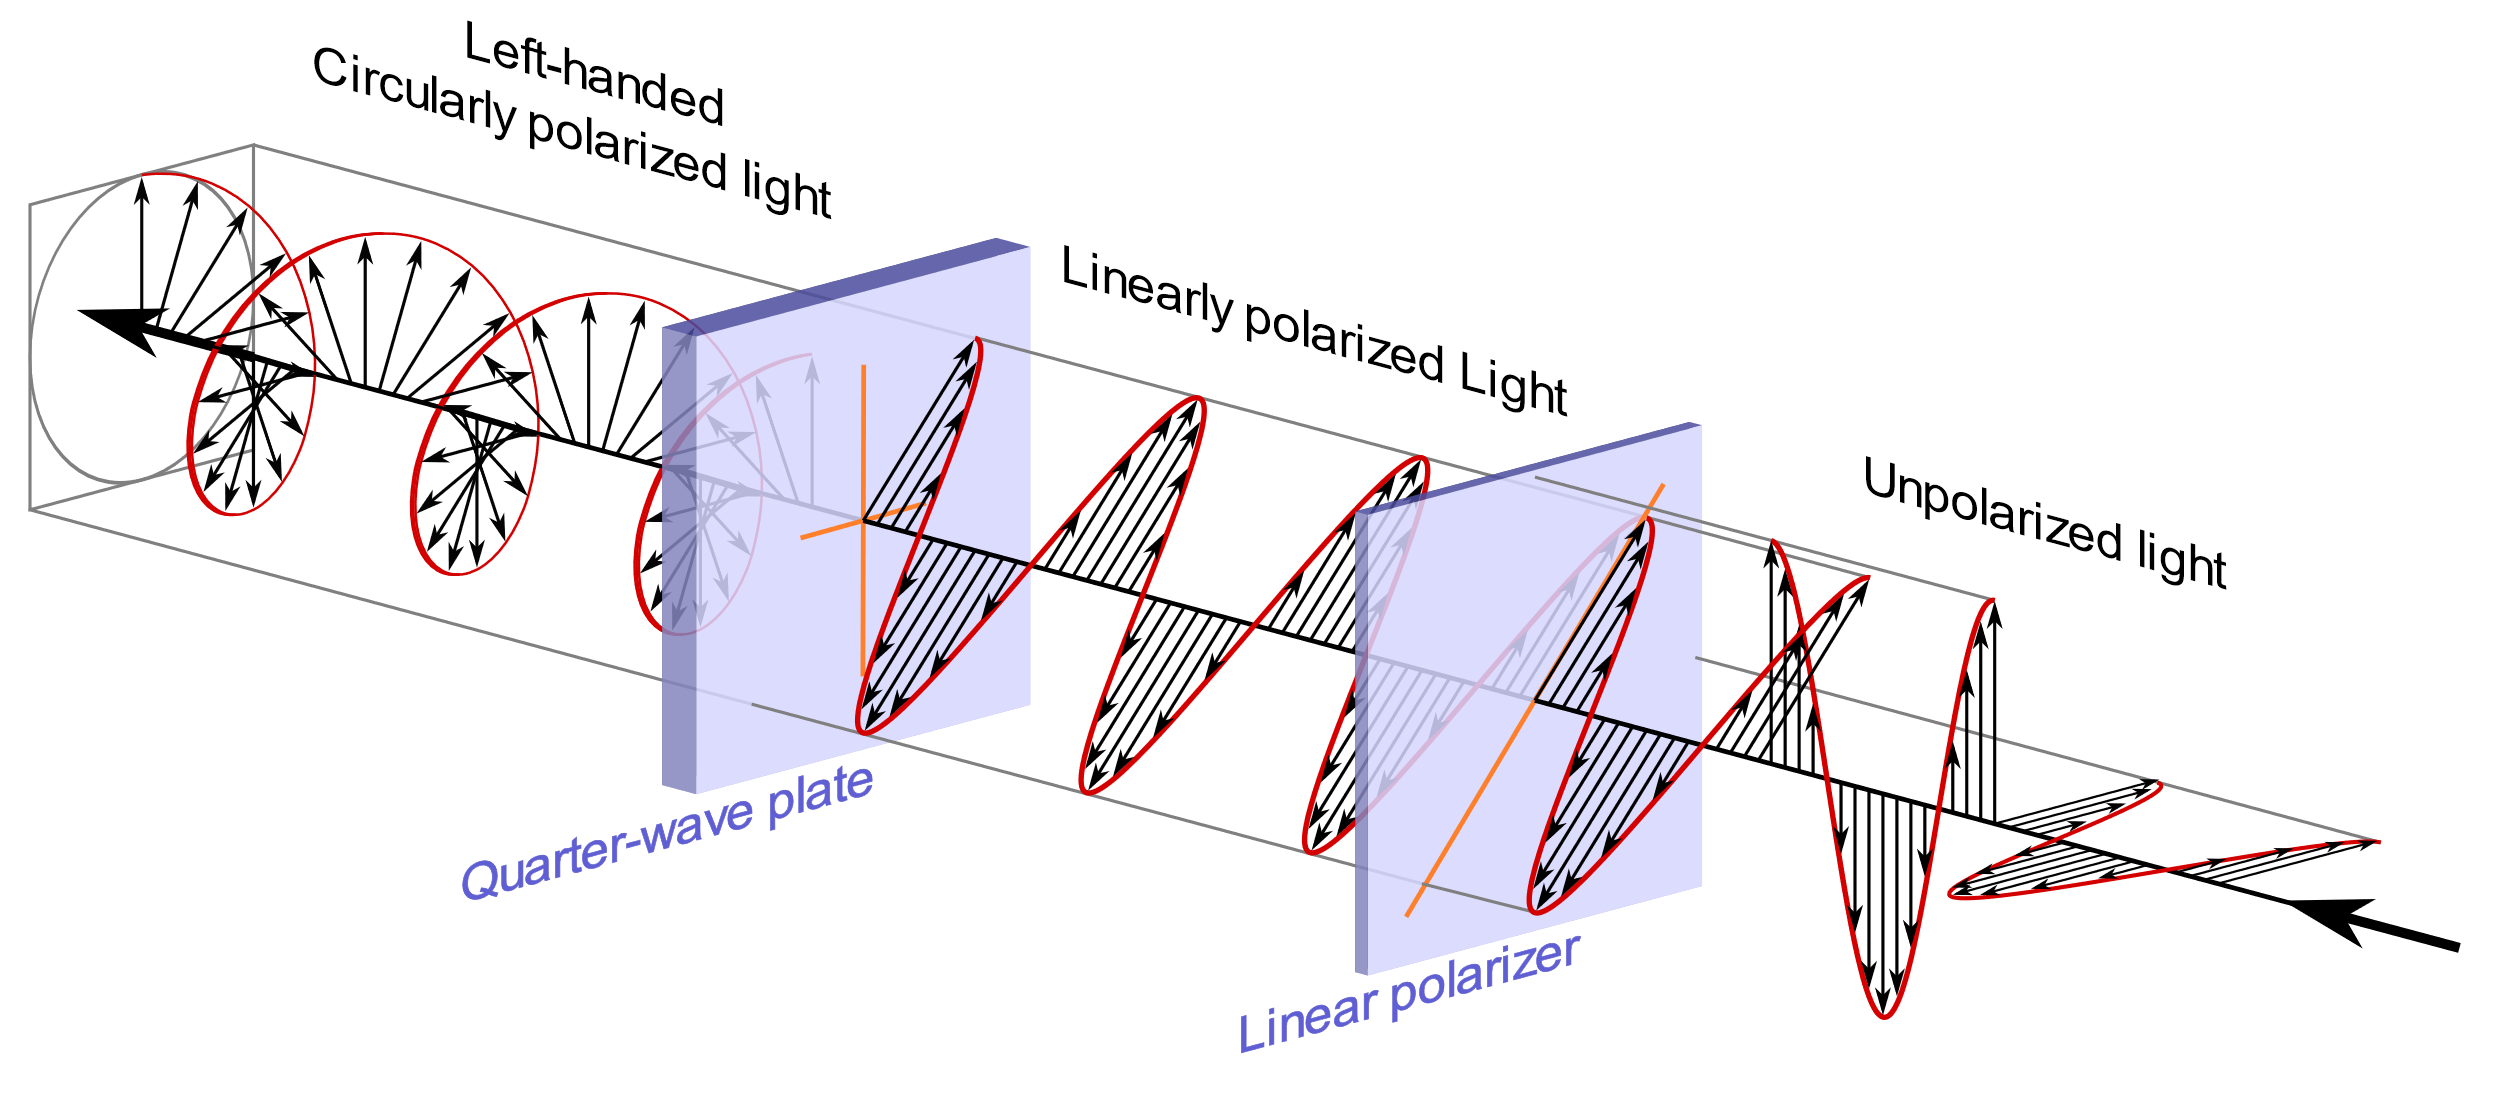 Left-handed
Circularly polarized light
Linearly polarized Light
Unpolarized light
Quarter-wave plate
Linear polarizer